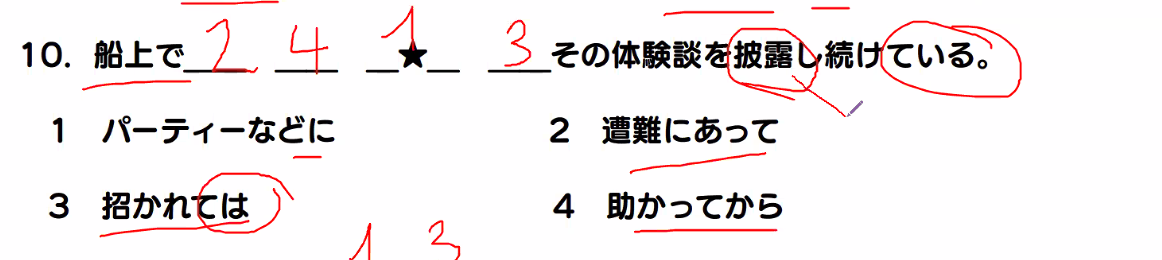 10. 船上で 2 4 1★ 3 その体験談を披露し続けている。
1 パーティーなどに 2 遭難にあって
3 招かれては 4 助かってから
1 3